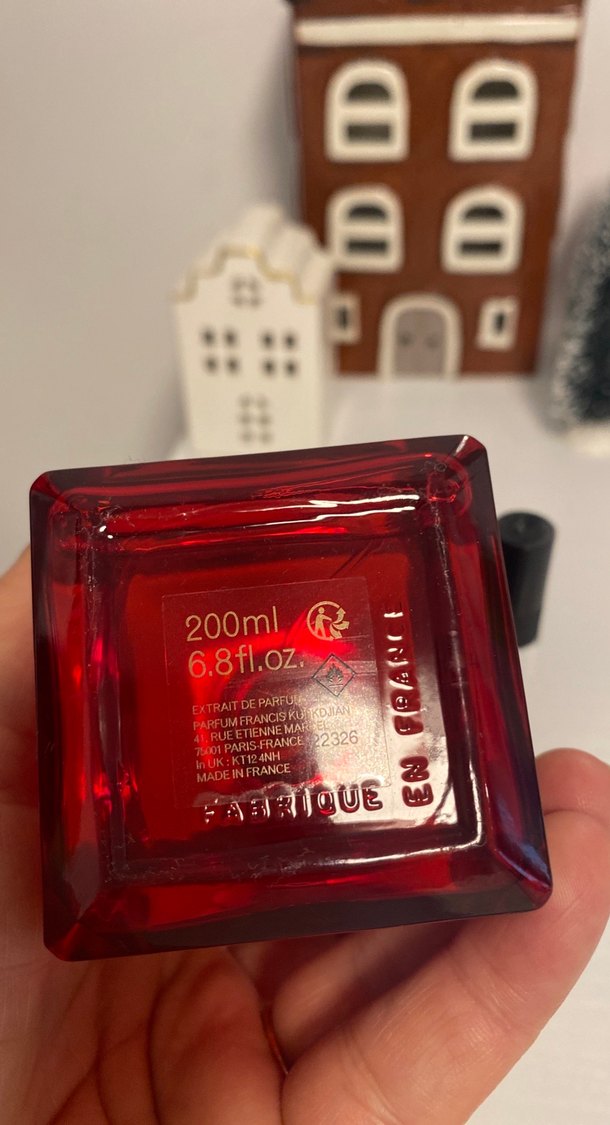 200ml
6.8fl.oz.
EXTRAIT DE PARFUM
PARFUM FRANCIS KURKDJIAN
41, RUE ETIENNE MARCEL
75001 PARIS-FRANCE 22326
In UK : KT12 4NH
MADE IN FRANCE
FABRIQUE
EN FRANCE